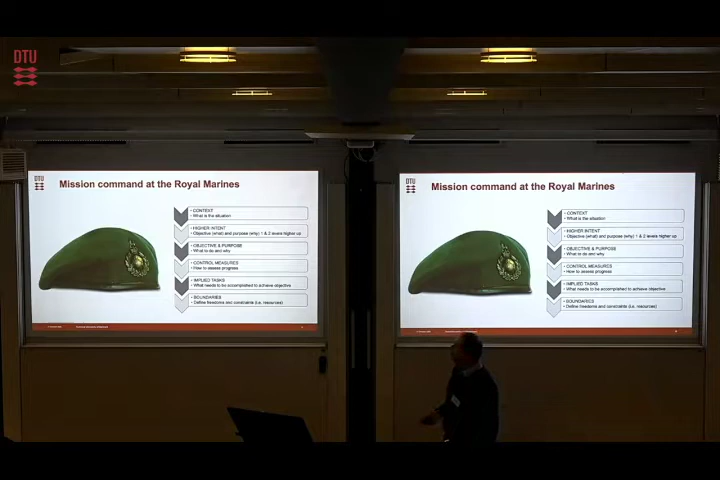 DTU
DTU
Mission command at the Royal Marines
• CONTEXT
• What is the situation
• HIGHER INTENT
• Objective (what) and purpose (why) 1 & 2 levels higher up
• OBJECTIVE & PURPOSE
• What to do and why
• CONTROL MEASURES
• How to assess progress
• IMPLIED TASKS
• What needs to be accomplished to achieve objective
• BOUNDARIES
• Define freedoms and constraints (i.e. resources)
DTU
Mission command at the Royal Marines
• CONTEXT
• What is the situation
• HIGHER INTENT
• Objective (what) and purpose (why) 1 & 2 levels higher up
• OBJECTIVE & PURPOSE
• What to do and why
• CONTROL MEASURES
• How to assess progress
• IMPLIED TASKS
• What needs to be accomplished to achieve objective
• BOUNDARIES
• Define freedoms and constraints (i.e. resources)